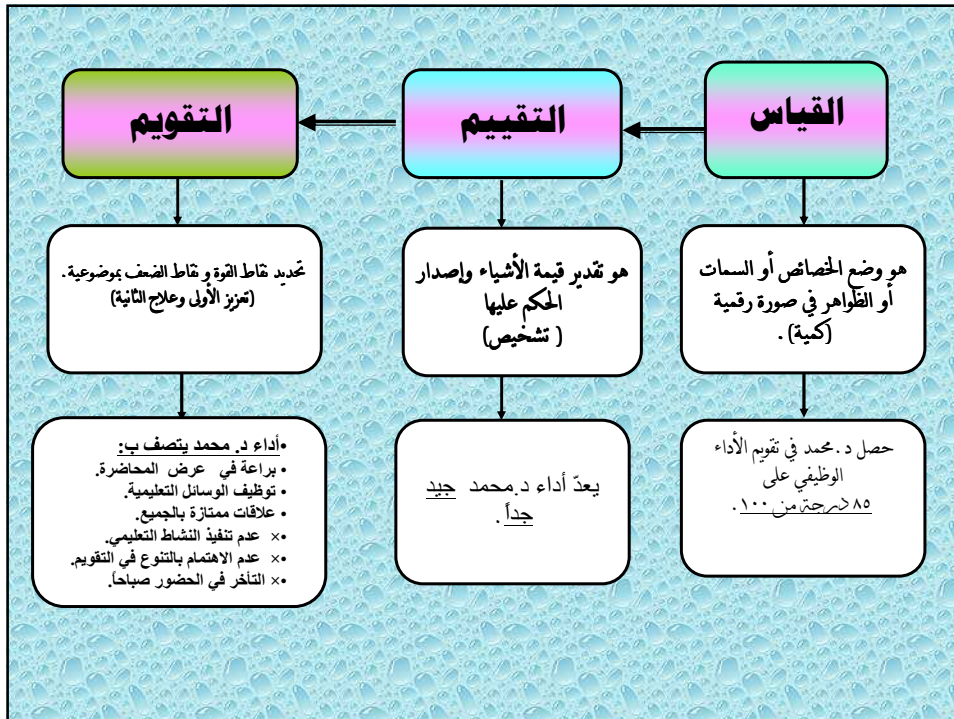 القياس
التقييم
التقويم
هو وضع الخصائص أو السمات
أو الظواهر في صورة رقمية
(كمية) .
هو تقدير قيمة الأشياء وإصدار
الحكم عليها
( تشخيص)
تحديد نقاط القوة و نقاط الضعف بموضوعية .
(تعزيز الأولى وعلاج الثانية)
حصل د .محمد في تقويم الأداء
الوظيفي على
٨٥ درجة من ١٠٠ .
يعدّ أداء د.محمد جيد
جداً .
•أداء د. محمد يتصف ب:
• براعة في عرض المحاضرة.
• توظيف الوسائل التعليمية.
• علاقات ممتازة بالجميع.
•× عدم تنفيذ النشاط التعليمي.
•× عدم الاهتمام بالتنوع في التقويم.
•× التأخر في الحضور صباحاً.